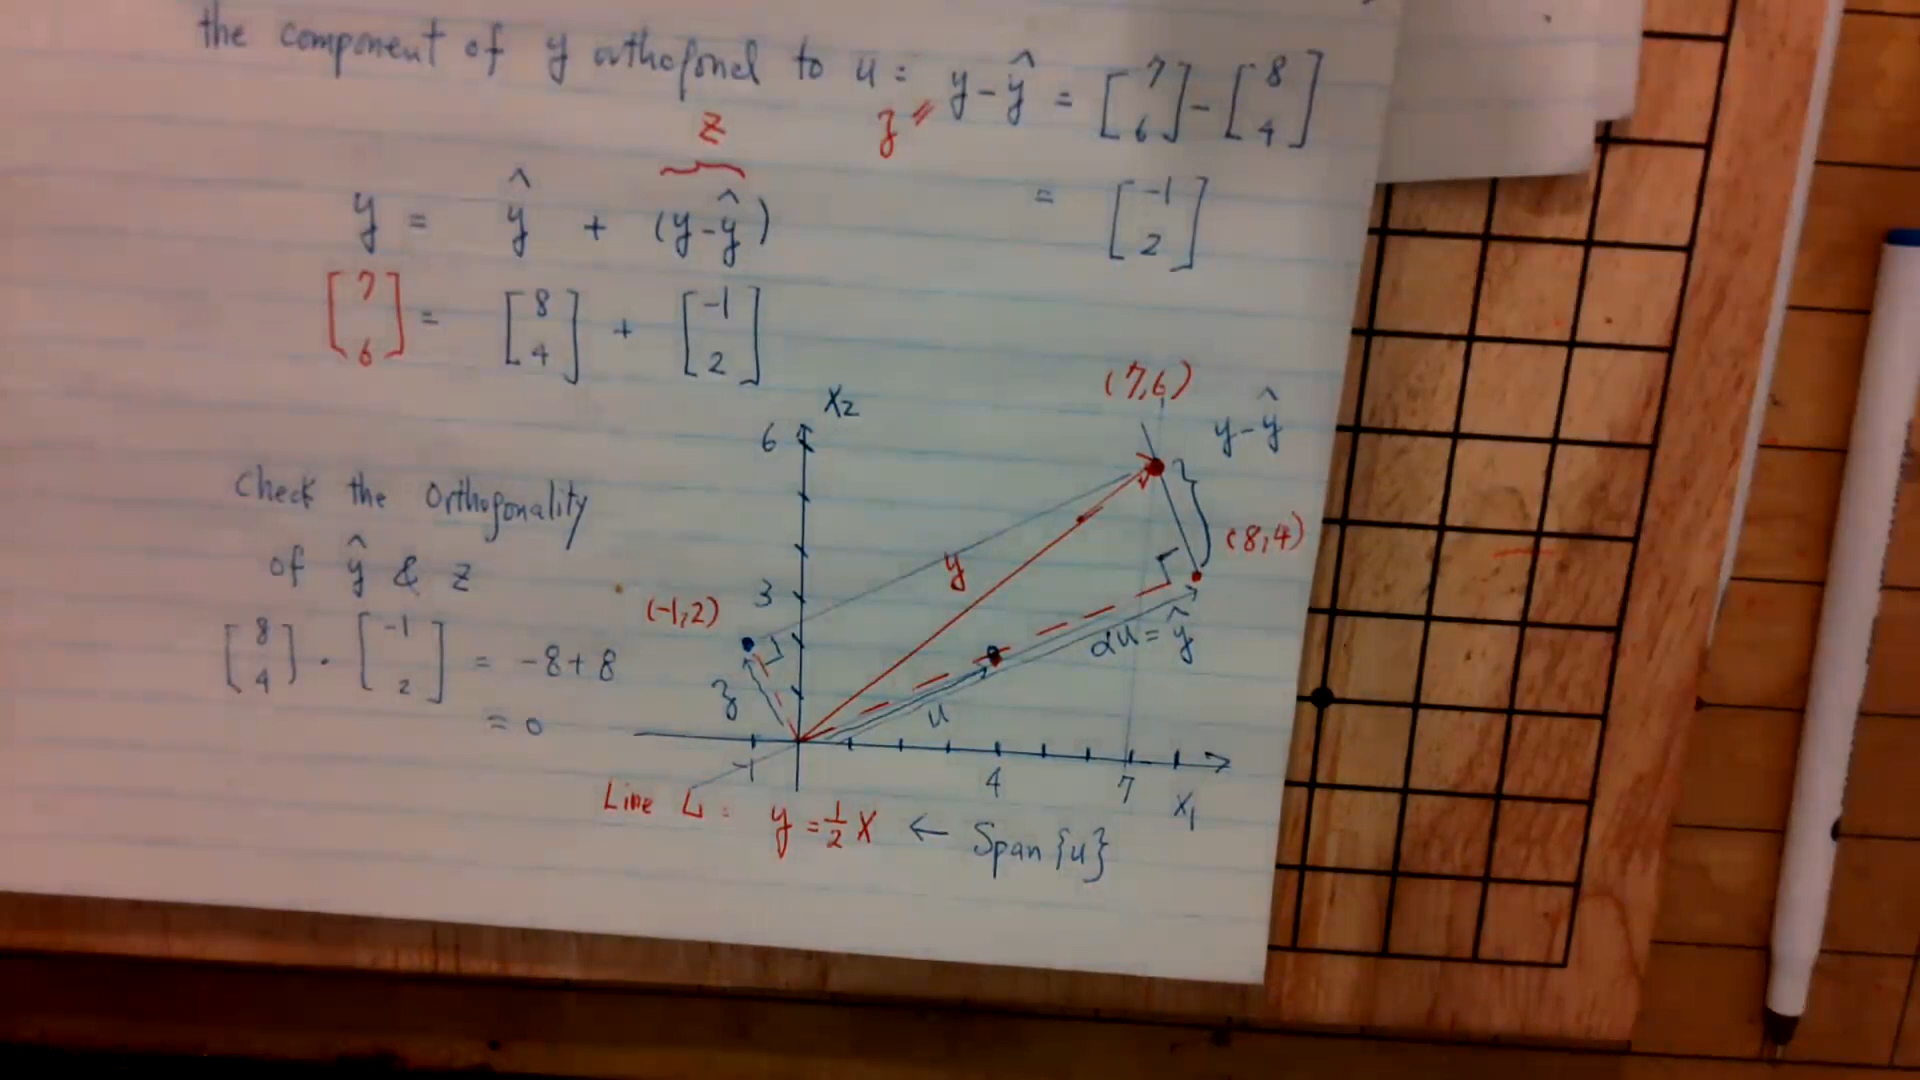 the component of y orthogonal to u : z = y - ŷ = [7 6] - [8 4]
= [-1 2]
z
y = ŷ + (y - ŷ)
[7 6] = [8 4] + [-1 2]
Check the Orthogonality
of ŷ & z
[8 4] · [-1 2] = -8 + 8
= 0
x2
6
3
(7,6)
y - ŷ
(8,4)
y
(-1,2)
z
αu = ŷ
u
-1
4
7
x1
Line L : y = 1/2 x ← Span {u}